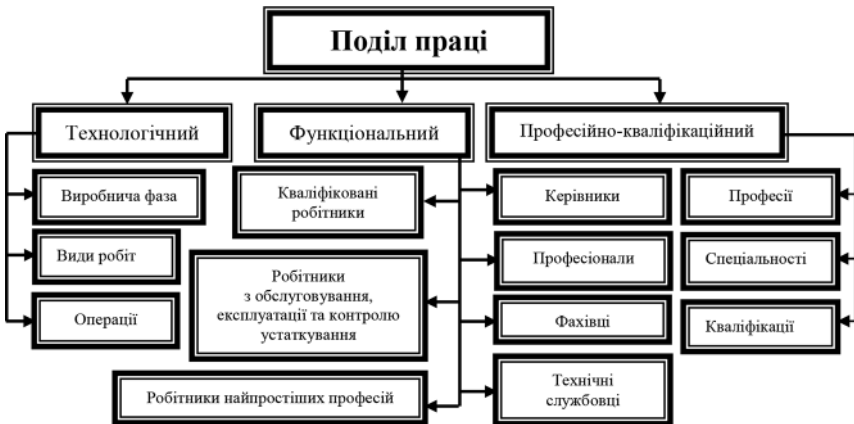 Поділ праці
Технологічний
Функціональний
Професійно-кваліфікаційний
Виробнича фаза
Види робіт
Операції
Кваліфіковані
робітники
Робітники
з обслуговування,
експлуатації та контролю
устаткування
Робітники найпростіших професій
Керівники
Професіонали
Фахівці
Технічні
службовці
Професії
Спеціальності
Кваліфікації